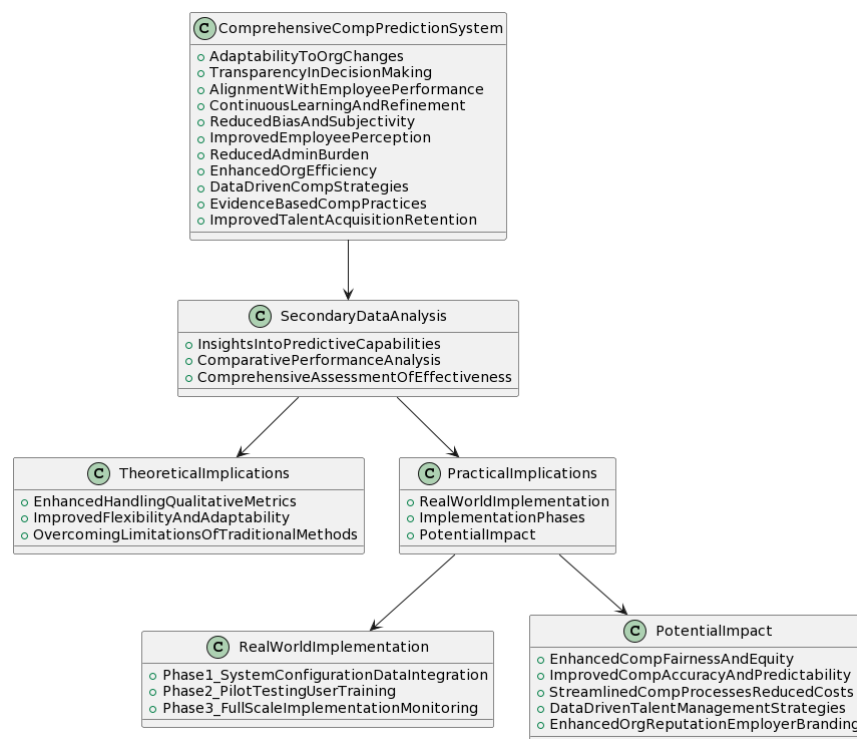 C ComprehensiveCompPredictionSystem
AdaptabilityToOrgChanges
TransparencyInDecisionMaking
AlignmentWithEmployeePerformance
ContinuousLearningAndRefinement
ReducedBiasAndSubjectivity
ImprovedEmployeePerception
ReducedAdminBurden
EnhancedOrgEfficiency
DataDrivenCompStrategies
EvidenceBasedCompPractices
ImprovedTalentAcquisitionRetention
C SecondaryDataAnalysis
InsightsIntoPredictiveCapabilities
ComparativePerformanceAnalysis
ComprehensiveAssessmentOfEffectiveness
C TheoreticalImplications
EnhancedHandlingQualitativeMetrics
ImprovedFlexibilityAndAdaptability
OvercomingLimitationsOfTraditionalMethods
C PracticalImplications
RealWorldImplementation
ImplementationPhases
PotentialImpact
C RealWorldImplementation
Phase1_SystemConfigurationDataIntegration
Phase2_PilotTestingUserTraining
Phase3_FullScaleImplementationMonitoring
C PotentialImpact
EnhancedCompFairnessAndEquity
ImprovedCompAccuracyAndPredictability
StreamlinedCompProcessesReducedCosts
DataDrivenTalentManagementStrategies
EnhancedOrgReputationEmployerBranding